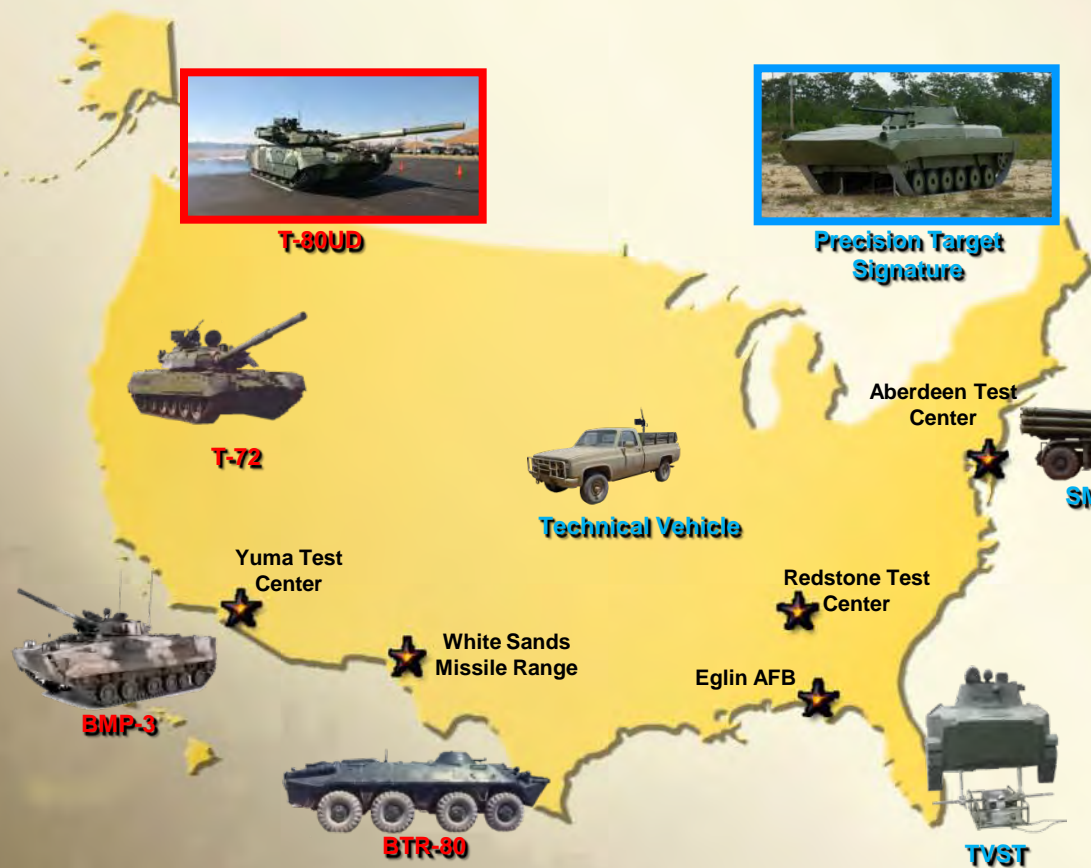 T-80UD
Precision Target
Signature
Aberdeen Test
Center
T-72
SM
Technical Vehicle
Yuma Test
Center
Redstone Test
Center
White Sands
Missile Range
Eglin AFB
BMP-3
BTR-80
TVST